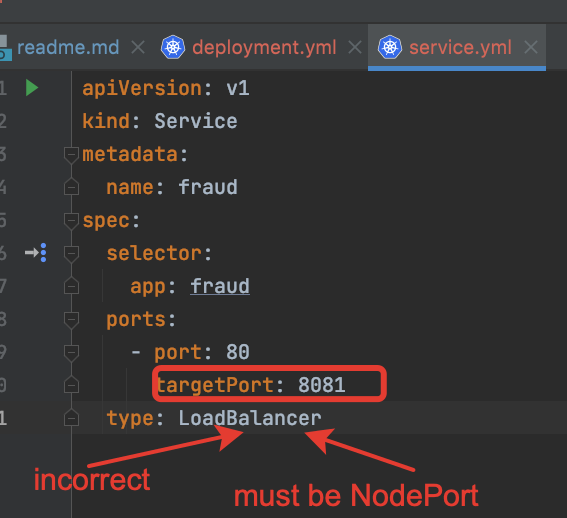 readme.md deployment.yml service.yml
1 apiVersion: v1
2 kind: Service
3 metadata:
4 name: fraud
5 spec:
6 selector:
7 app: fraud
8 ports:
9 - port: 80
0 targetPort: 8081
1 type: LoadBalancer
incorrect
must be NodePort